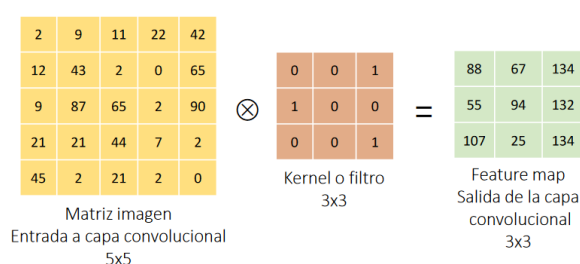 2 9 11 22 42
12 43 2 0 65
0 0 1
88 67 134
9 87 65 2 90
⊗
1 0 0
=
55 94 132
21 21 44 7 2
0 0 1
107 25 134
45 2 21 2 0
Kernel o filtro
3x3
Feature map
Salida de la capa
convolucional
3x3
Matriz imagen
Entrada a capa convolucional
5x5